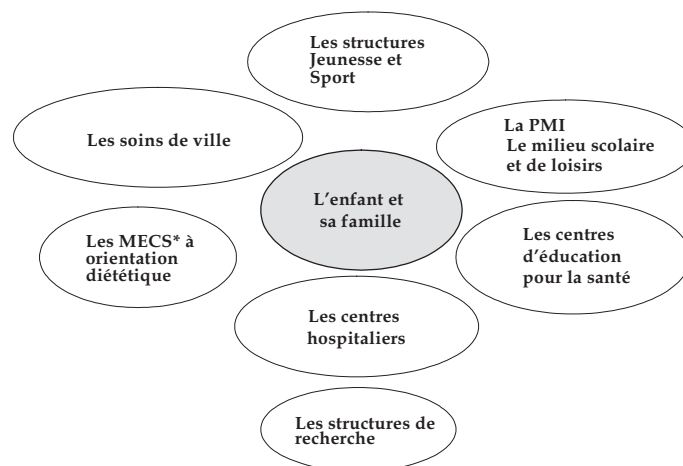 Les structures
Jeunesse et
Sport
Les soins de ville
La PMI
Le milieu scolaire
et de loisirs
L'enfant et
sa famille
Les MECS* à
orientation
diététique
Les centres
d'éducation
pour la santé
Les centres
hospitaliers
Les structures de
recherche